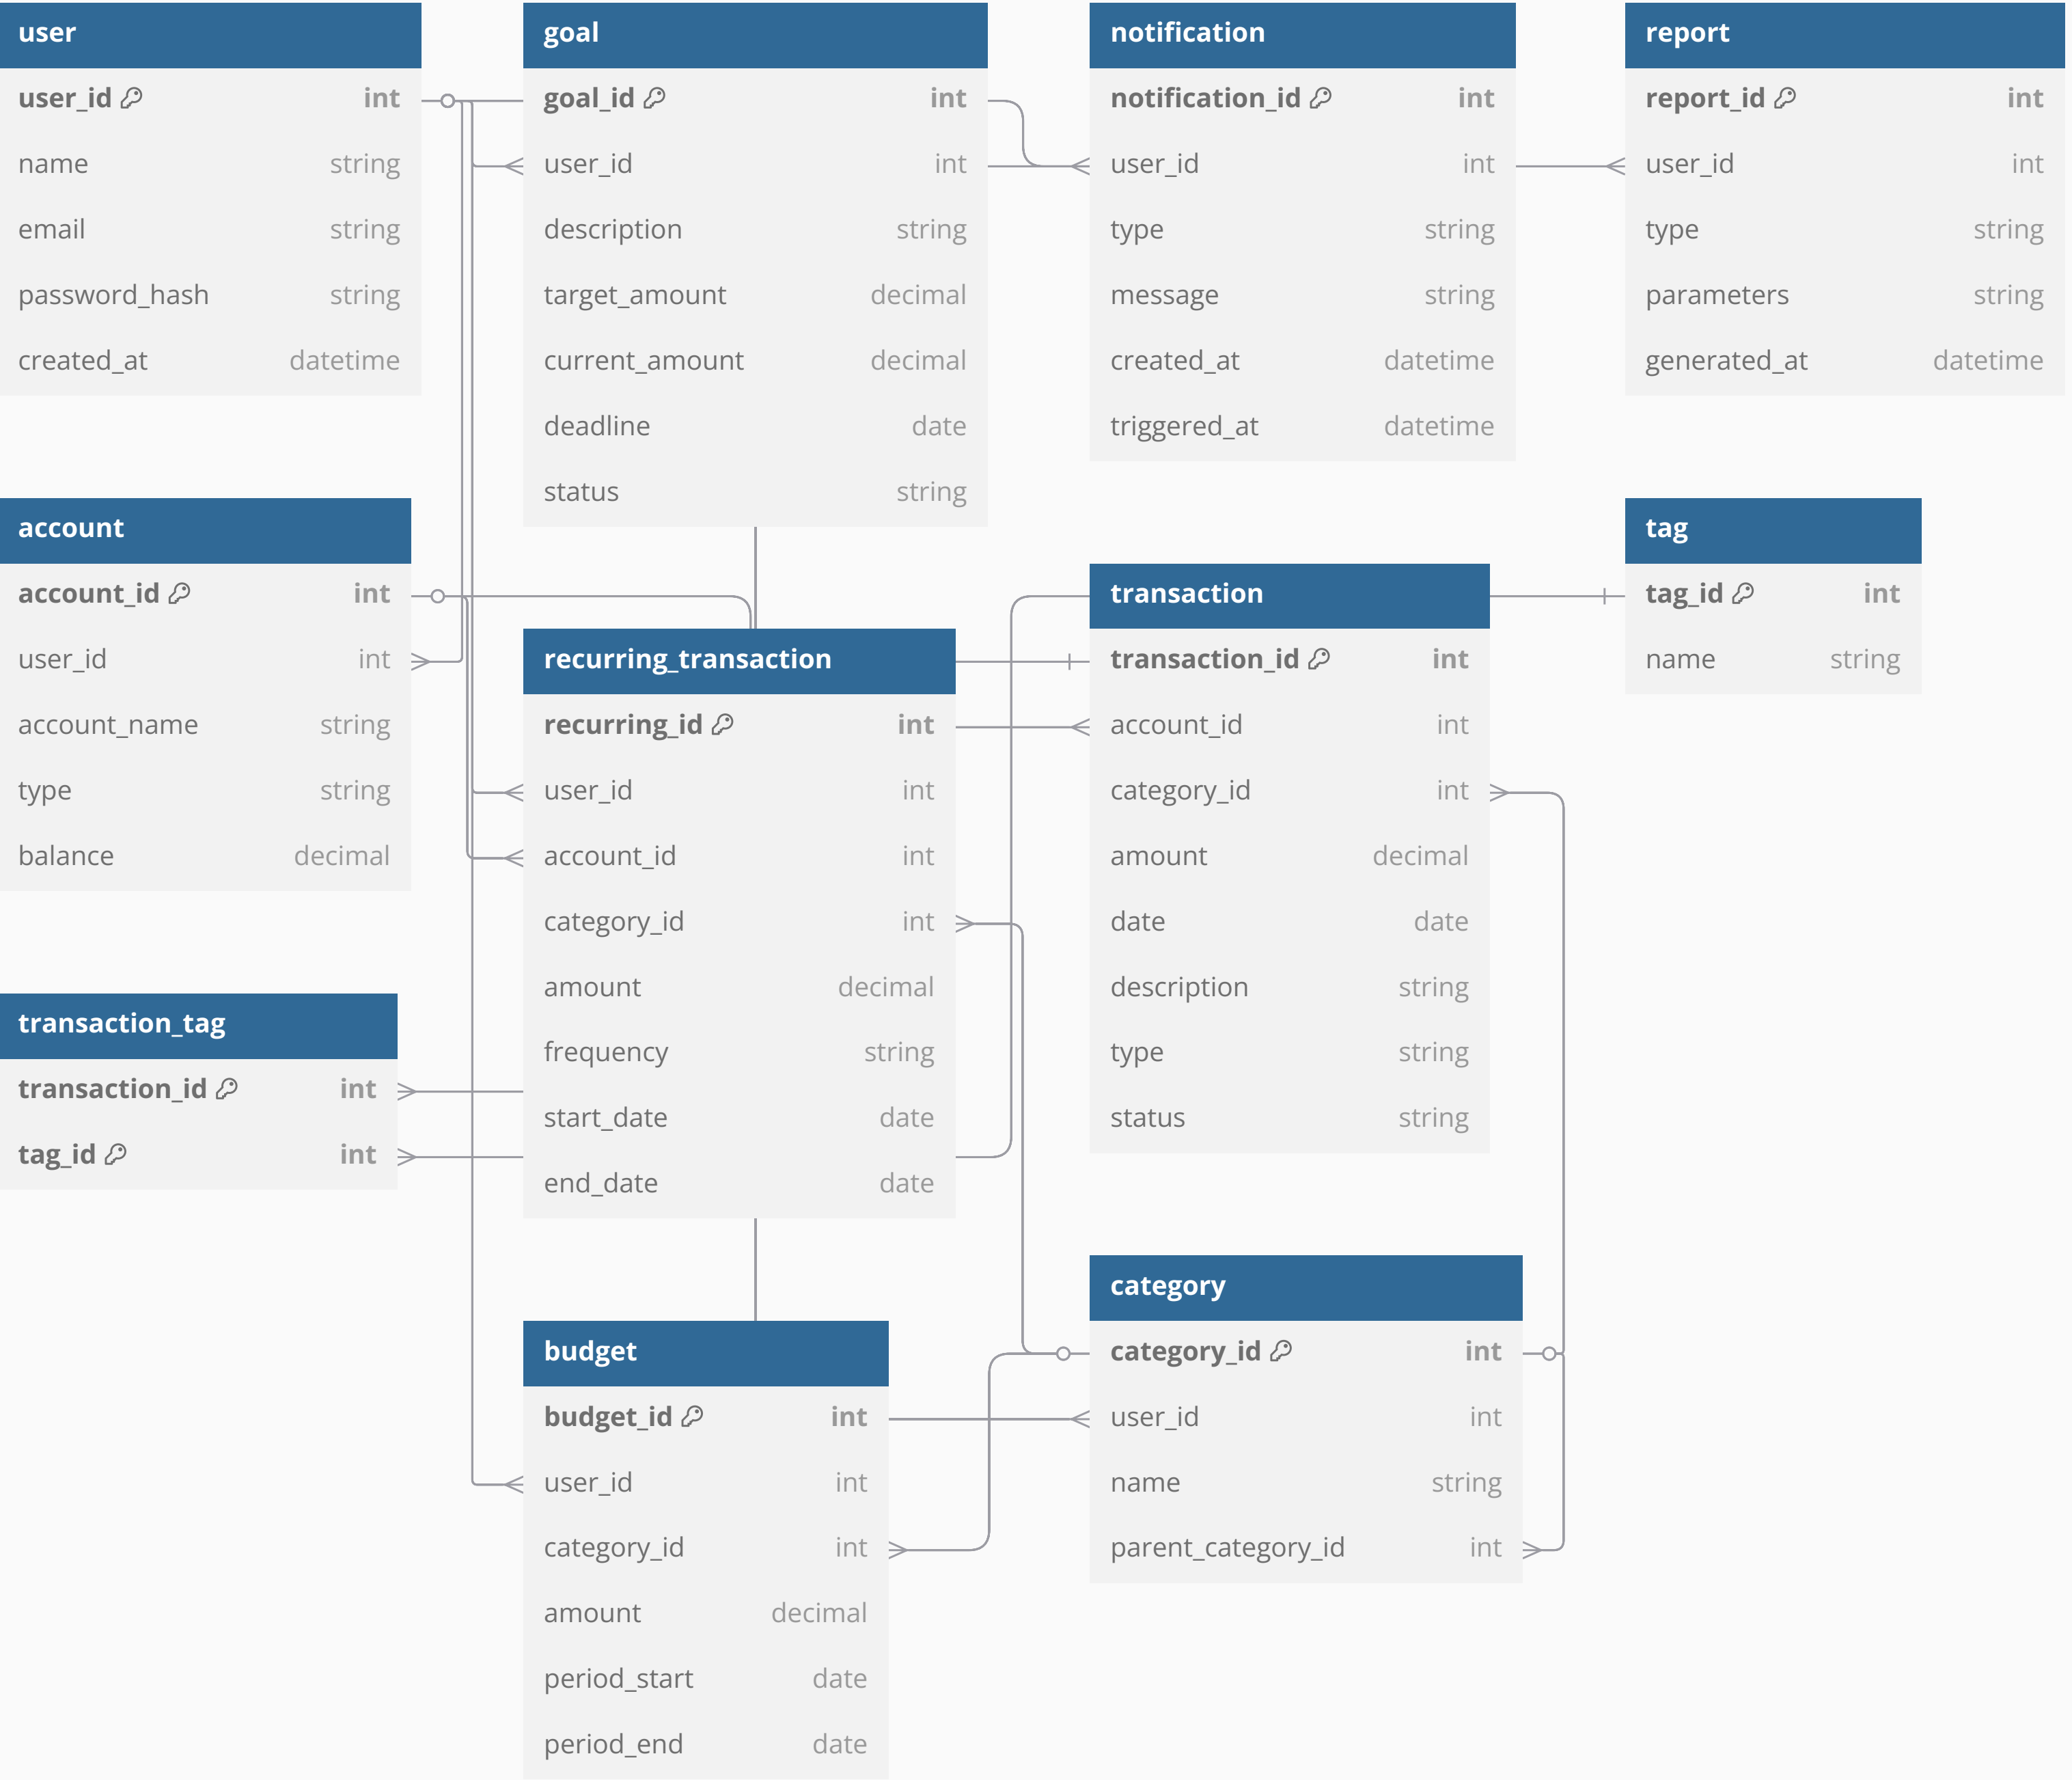 user
user_id int
name string
email string
password_hash string
created_at datetime
goal
goal_id int
user_id int
description string
target_amount decimal
current_amount decimal
deadline date
status string
notification
notification_id int
user_id int
type string
message string
created_at datetime
triggered_at datetime
report
report_id int
user_id int
type string
parameters string
generated_at datetime
account
account_id int
user_id int
account_name string
type string
balance decimal
recurring_transaction
recurring_id int
user_id int
account_id int
category_id int
amount decimal
frequency string
start_date date
end_date date
transaction
transaction_id int
account_id int
category_id int
amount decimal
date date
description string
type string
status string
tag
tag_id int
name string
transaction_tag
transaction_id int
tag_id int
budget
budget_id int
user_id int
category_id int
amount decimal
period_start date
period_end date
category
category_id int
user_id int
name string
parent_category_id int